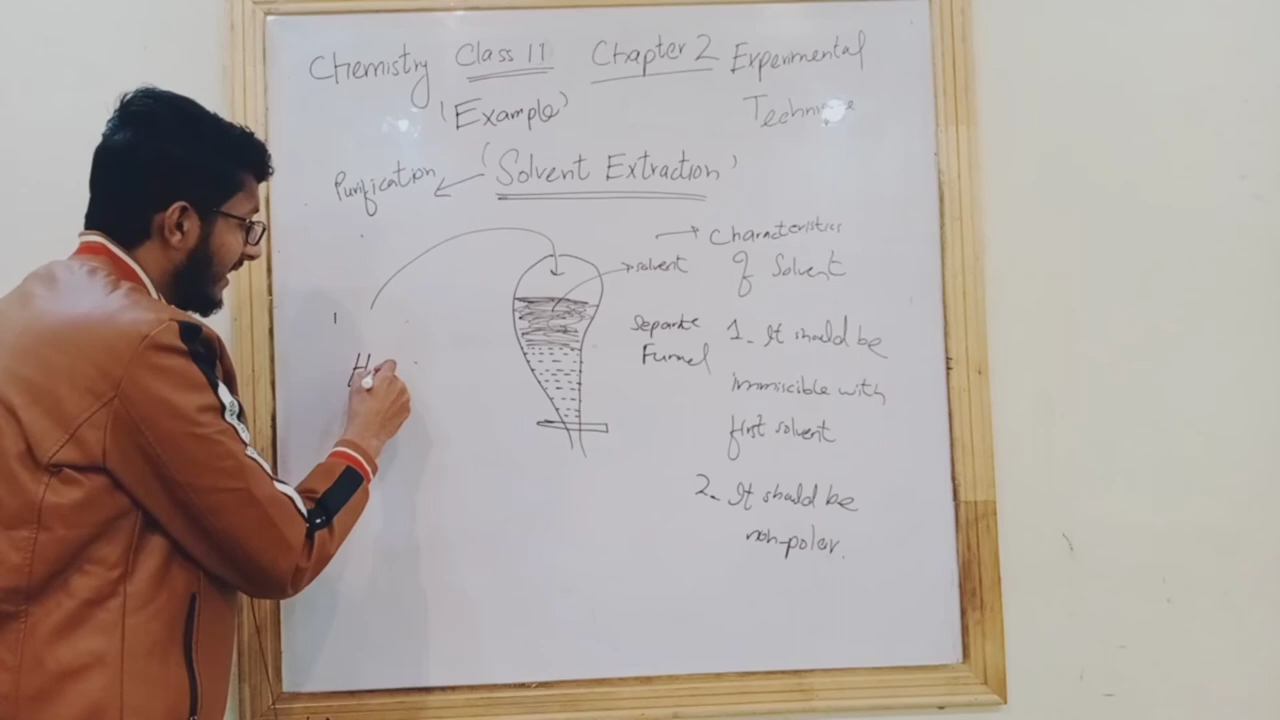 Chemistry Class 11 Chapter 2 Experimental
Technique
(Example)
(Solvent Extraction)
Purification
Characteristics
of Solvent
solvent
Separate
Funnel
1. It should be
immiscible with
first solvent
2. It should be
non-polar.
H